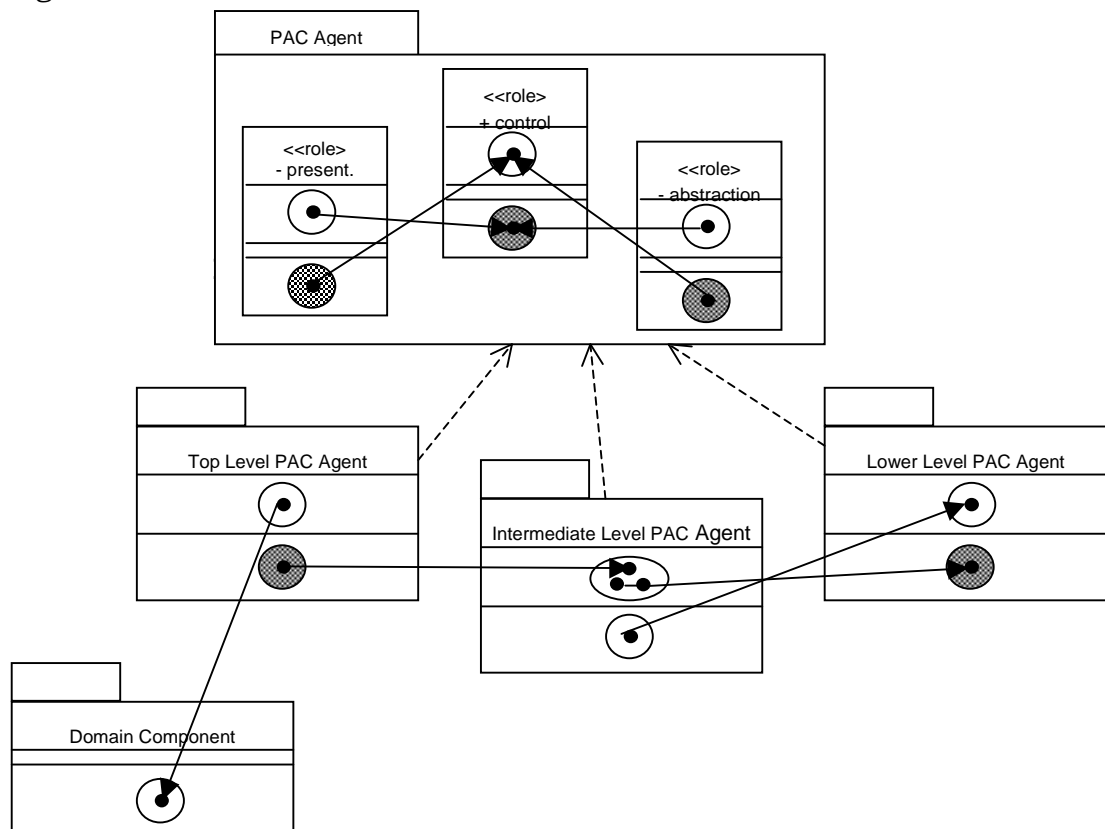 PAC Agent
<<role>
+ control
<<role>
- present.
<<role>
- abstraction
Top Level PAC Agent
Lower Level PAC Agent
Intermediate Level PAC Agent
Domain Component